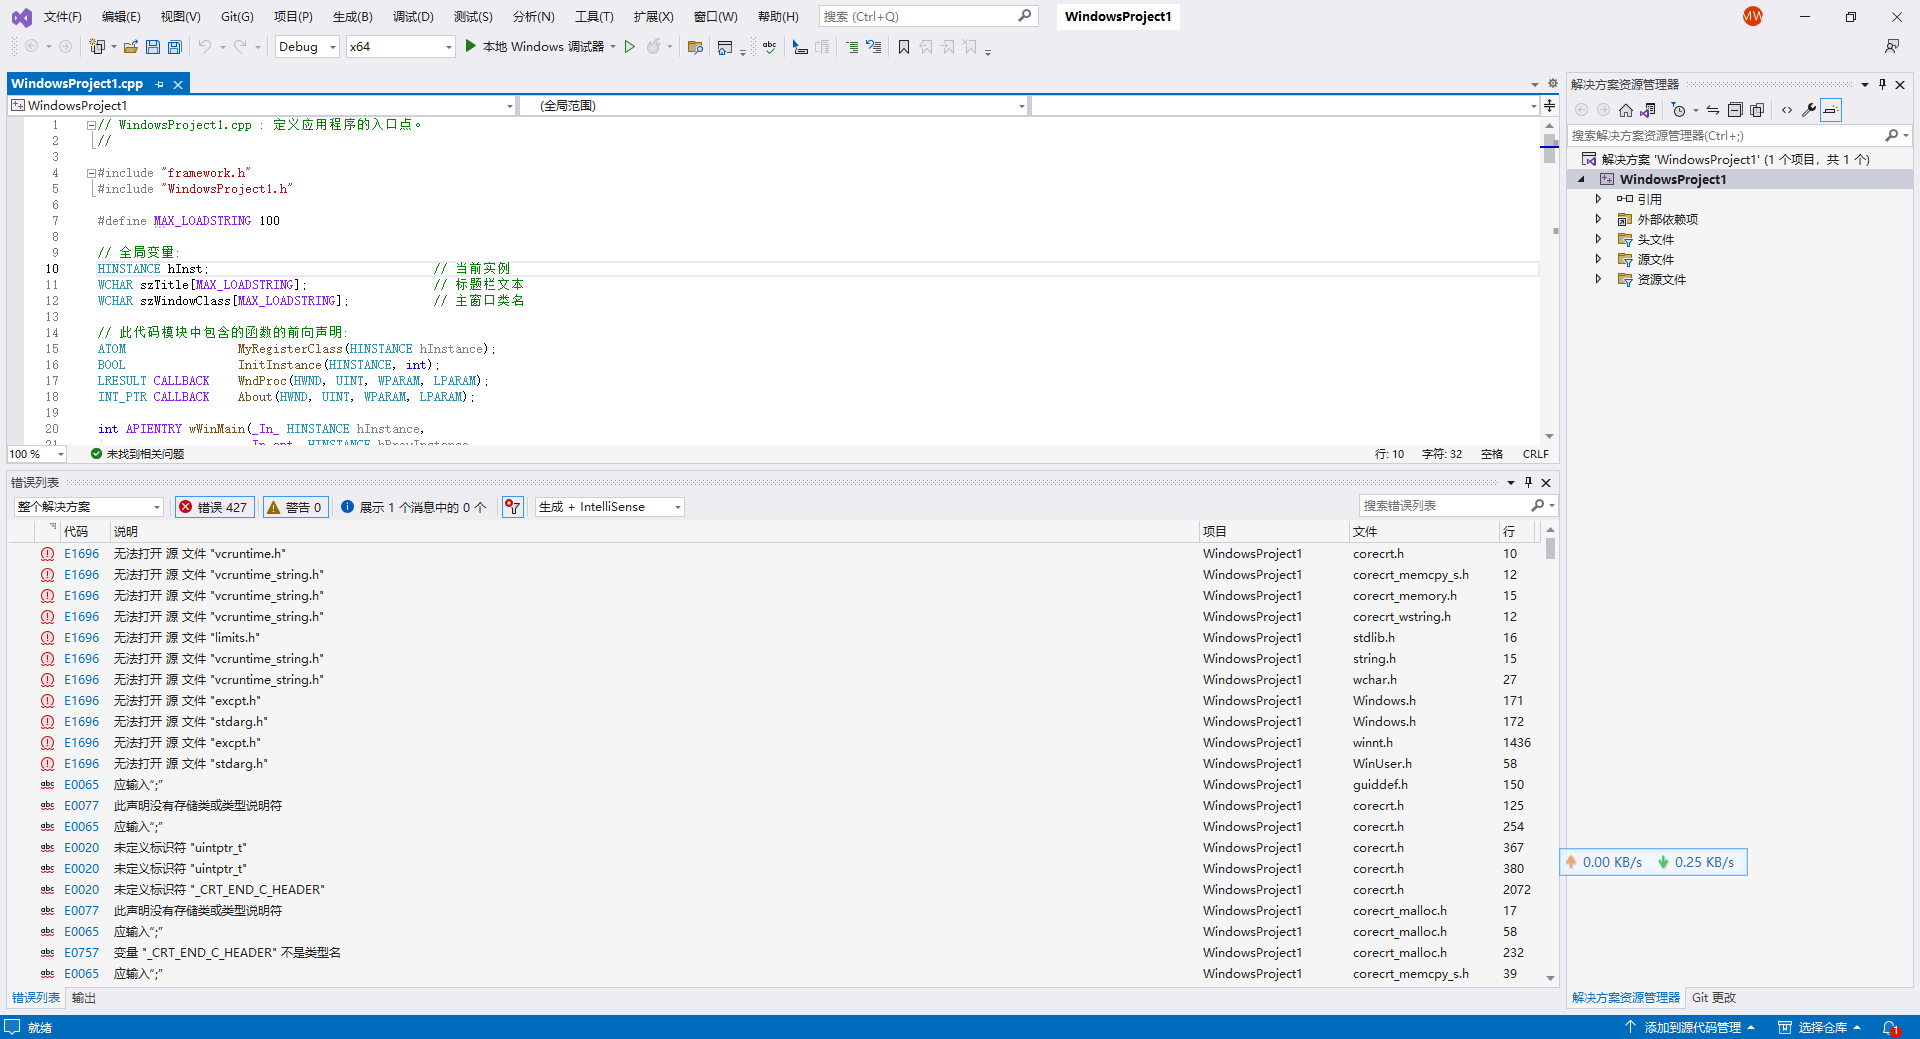 文件(F) 编辑(E) 视图(V) Git(G) 项目(P) 生成(B) 调试(D) 测试(S) 分析(N) 工具(T) 扩展(X) 窗口(W) 帮助(H) 搜索 (Ctrl+Q) WindowsProject1 MW
Debug x64 本地 Windows 调试器
WindowsProject1.cpp
WindowsProject1 (全局范围)
1 // WindowsProject1.cpp : 定义应用程序的入口点。
2 //
3
4 #include "framework.h"
5 #include "WindowsProject1.h"
6
7 #define MAX_LOADSTRING 100
8
9 // 全局变量:
10 HINSTANCE hInst; // 当前实例
11 WCHAR szTitle[MAX_LOADSTRING]; // 标题栏文本
12 WCHAR szWindowClass[MAX_LOADSTRING]; // 主窗口类名
13
14 // 此代码模块中包含的函数的前向声明:
15 ATOM MyRegisterClass(HINSTANCE hInstance);
16 BOOL InitInstance(HINSTANCE, int);
17 LRESULT CALLBACK WndProc(HWND, UINT, WPARAM, LPARAM);
18 INT_PTR CALLBACK About(HWND, UINT, WPARAM, LPARAM);
19
20 int APIENTRY wWinMain(_In_ HINSTANCE hInstance,
21 _In_opt_ HINSTANCE hPrevInstance,
100 % 未找到相关问题 行: 10 字符: 32 空格 CRLF
错误列表
整个解决方案 错误 427 警告 0 展示 1 个消息中的 0 个 生成 + IntelliSense 搜索错误列表
代码 说明 项目 文件 行
E1696 无法打开 源 文件 "vcruntime.h" WindowsProject1 corecrt.h 10
E1696 无法打开 源 文件 "vcruntime_string.h" WindowsProject1 corecrt_memcpy_s.h 12
E1696 无法打开 源 文件 "vcruntime_string.h" WindowsProject1 corecrt_memory.h 15
E1696 无法打开 源 文件 "vcruntime_string.h" WindowsProject1 corecrt_wstring.h 12
E1696 无法打开 源 文件 "limits.h" WindowsProject1 stdlib.h 16
E1696 无法打开 源 文件 "vcruntime_string.h" WindowsProject1 string.h 15
E1696 无法打开 源 文件 "vcruntime_string.h" WindowsProject1 wchar.h 27
E1696 无法打开 源 文件 "excpt.h" WindowsProject1 Windows.h 171
E1696 无法打开 源 文件 "stdarg.h" WindowsProject1 Windows.h 172
E1696 无法打开 源 文件 "excpt.h" WindowsProject1 winnt.h 1436
E1696 无法打开 源 文件 "stdarg.h" WindowsProject1 WinUser.h 58
abc E0065 应输入“;” WindowsProject1 guiddef.h 150
abc E0077 此声明没有存储类或类型说明符 WindowsProject1 corecrt.h 125
abc E0065 应输入“;” WindowsProject1 corecrt.h 254
abc E0020 未定义标识符 "uintptr_t" WindowsProject1 corecrt.h 367
abc E0020 未定义标识符 "uintptr_t" WindowsProject1 corecrt.h 380
abc E0020 未定义标识符 "_CRT_END_C_HEADER" WindowsProject1 corecrt.h 2072
abc E0077 此声明没有存储类或类型说明符 WindowsProject1 corecrt_malloc.h 17
abc E0065 应输入“;” WindowsProject1 corecrt_malloc.h 58
abc E0757 变量 "_CRT_END_C_HEADER" 不是类型名 WindowsProject1 corecrt_malloc.h 232
abc E0065 应输入“;” WindowsProject1 corecrt_memcpy_s.h 39
错误列表 输出
解决方案资源管理器
搜索解决方案资源管理器(Ctrl+;)
解决方案 'WindowsProject1' (1 个项目，共 1 个)
WindowsProject1
引用
外部依赖项
头文件
源文件
资源文件
0.00 KB/s 0.25 KB/s
解决方案资源管理器 Git 更改
就绪 添加到源代码管理 选择仓库 1